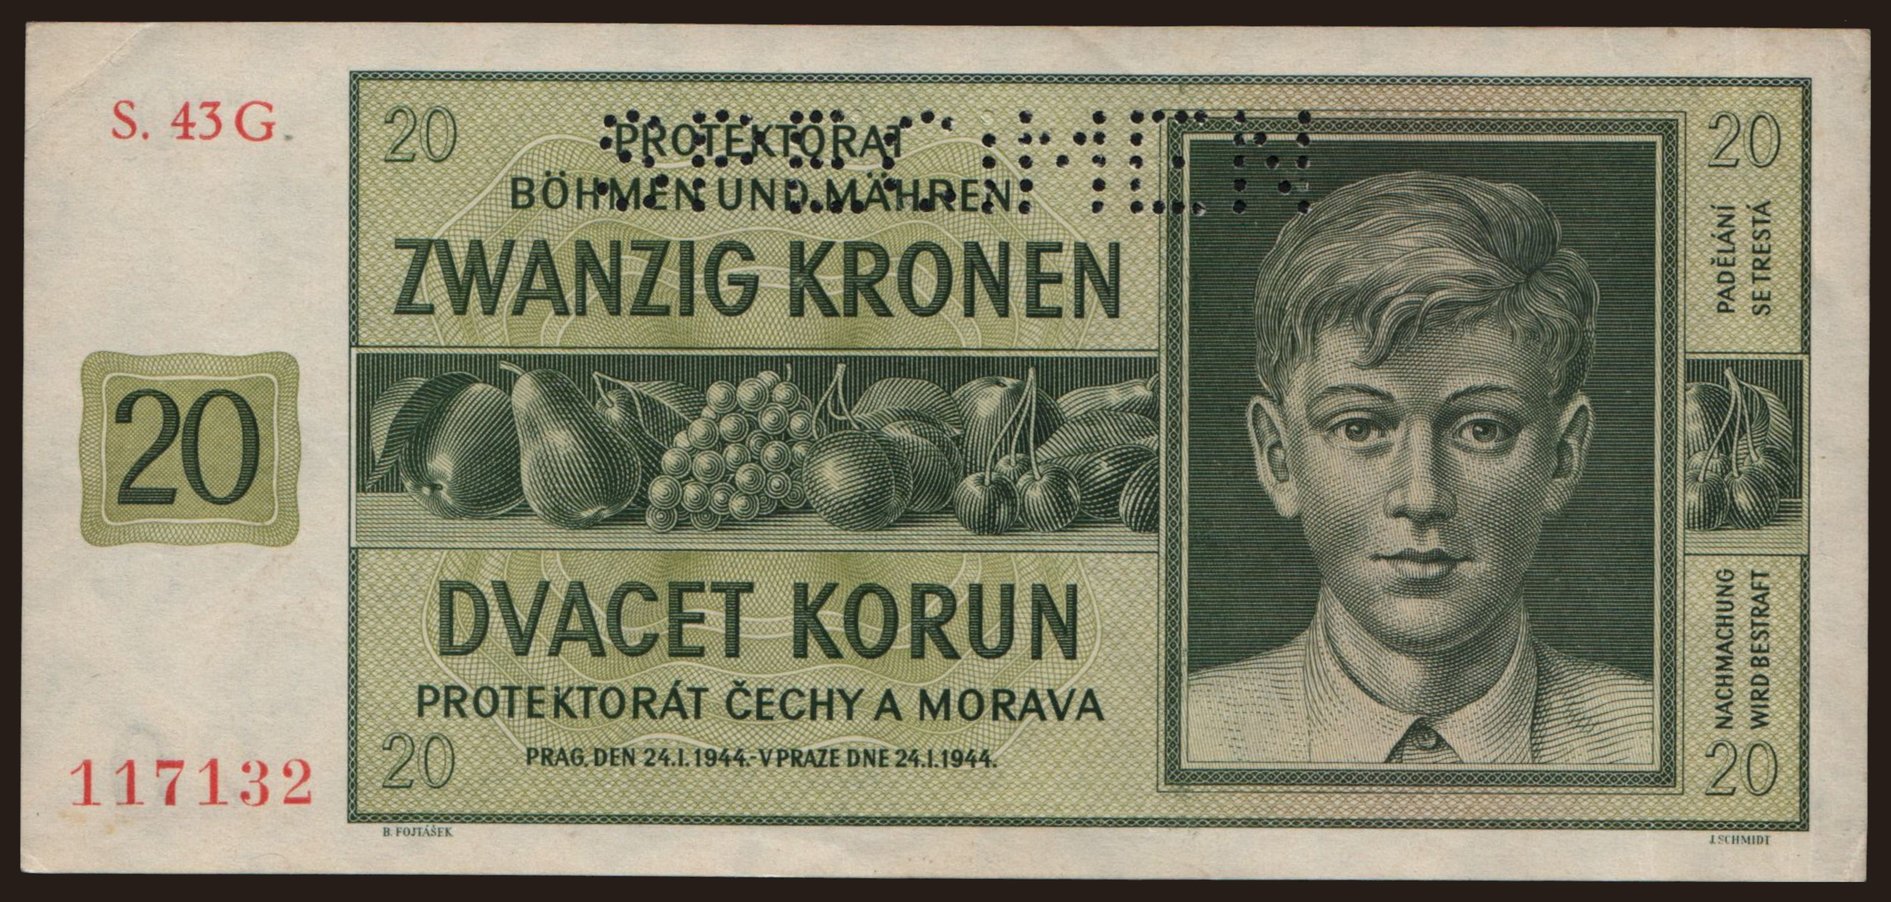 S. 43 G
20
PROTEKTORAT
BÖHMEN UND MÄHREN
ZWANZIG KRONEN
20
PADĚLÁNÍ
SE TRESTÁ
SPECIMEN
20
DVACET KORUN
PROTEKTORÁT ČECHY A MORAVA
20
PRAG, DEN 24.I.1944.-V PRAZE DNE 24.I.1944.
NACHMACHUNG
WIRD BESTRAFT
20
117132
B. FOJTÁŠEK
J. SCHMIDT